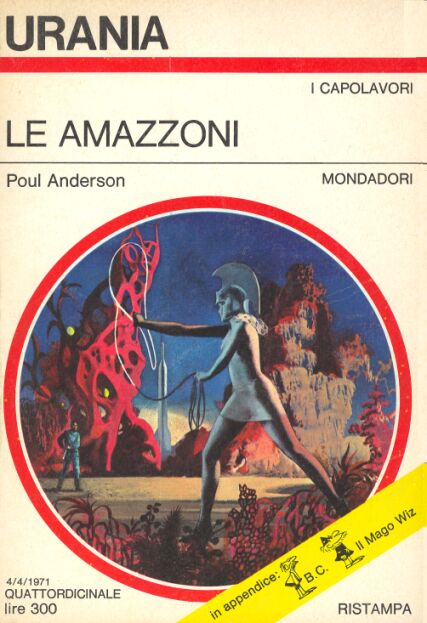 URANIA
I CAPOLAVORI
LE AMAZZONI
Poul Anderson
MONDADORI
4/4/1971
QUATTORDICINALE
lire 300
in appendice: B.C. Il Mago Wiz
RISTAMPA